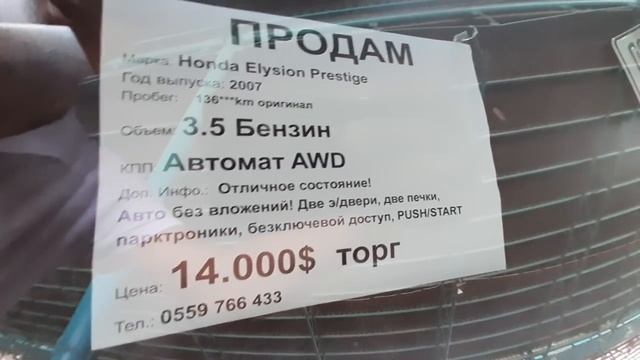 ПРОДАМ
Марка: Honda Elysion Prestige
Год выпуска: 2007
Пробег: 136***km оригинал
Объем: 3.5 Бензин
КПП Автомат AWD
Доп. Инфо.: Отличное состояние!
Авто без вложений! Две э/двери, две печки,
парктроники, безключевой доступ, PUSH/START
Цена: 14.000$ торг
Тел.: 0559 766 433